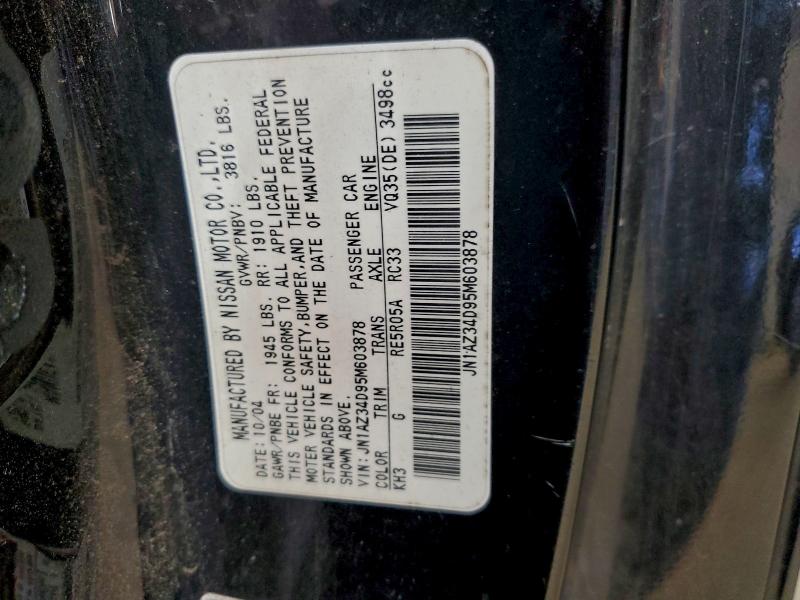 MANUFACTURED BY NISSAN MOTOR CO.,LTD.
DATE: 10/04 GVWR/PNBV: 3816 LBS.
GAWR/PNBE FR: 1945 LBS. RR: 1910 LBS.
THIS VEHICLE CONFORMS TO ALL APPLICABLE FEDERAL
MOTER VEHICLE SAFETY,BUMPER,AND THEFT PREVENTION
STANDARDS IN EFFECT ON THE DATE OF MANUFACTURE
SHOWN ABOVE.
VIN:JN1AZ34D95M603878 PASSENGER CAR
COLOR TRIM TRANS AXLE ENGINE
KH3 G RE5R05A RC33 VQ35(DE) 3498cc
JN1AZ34D95M603878